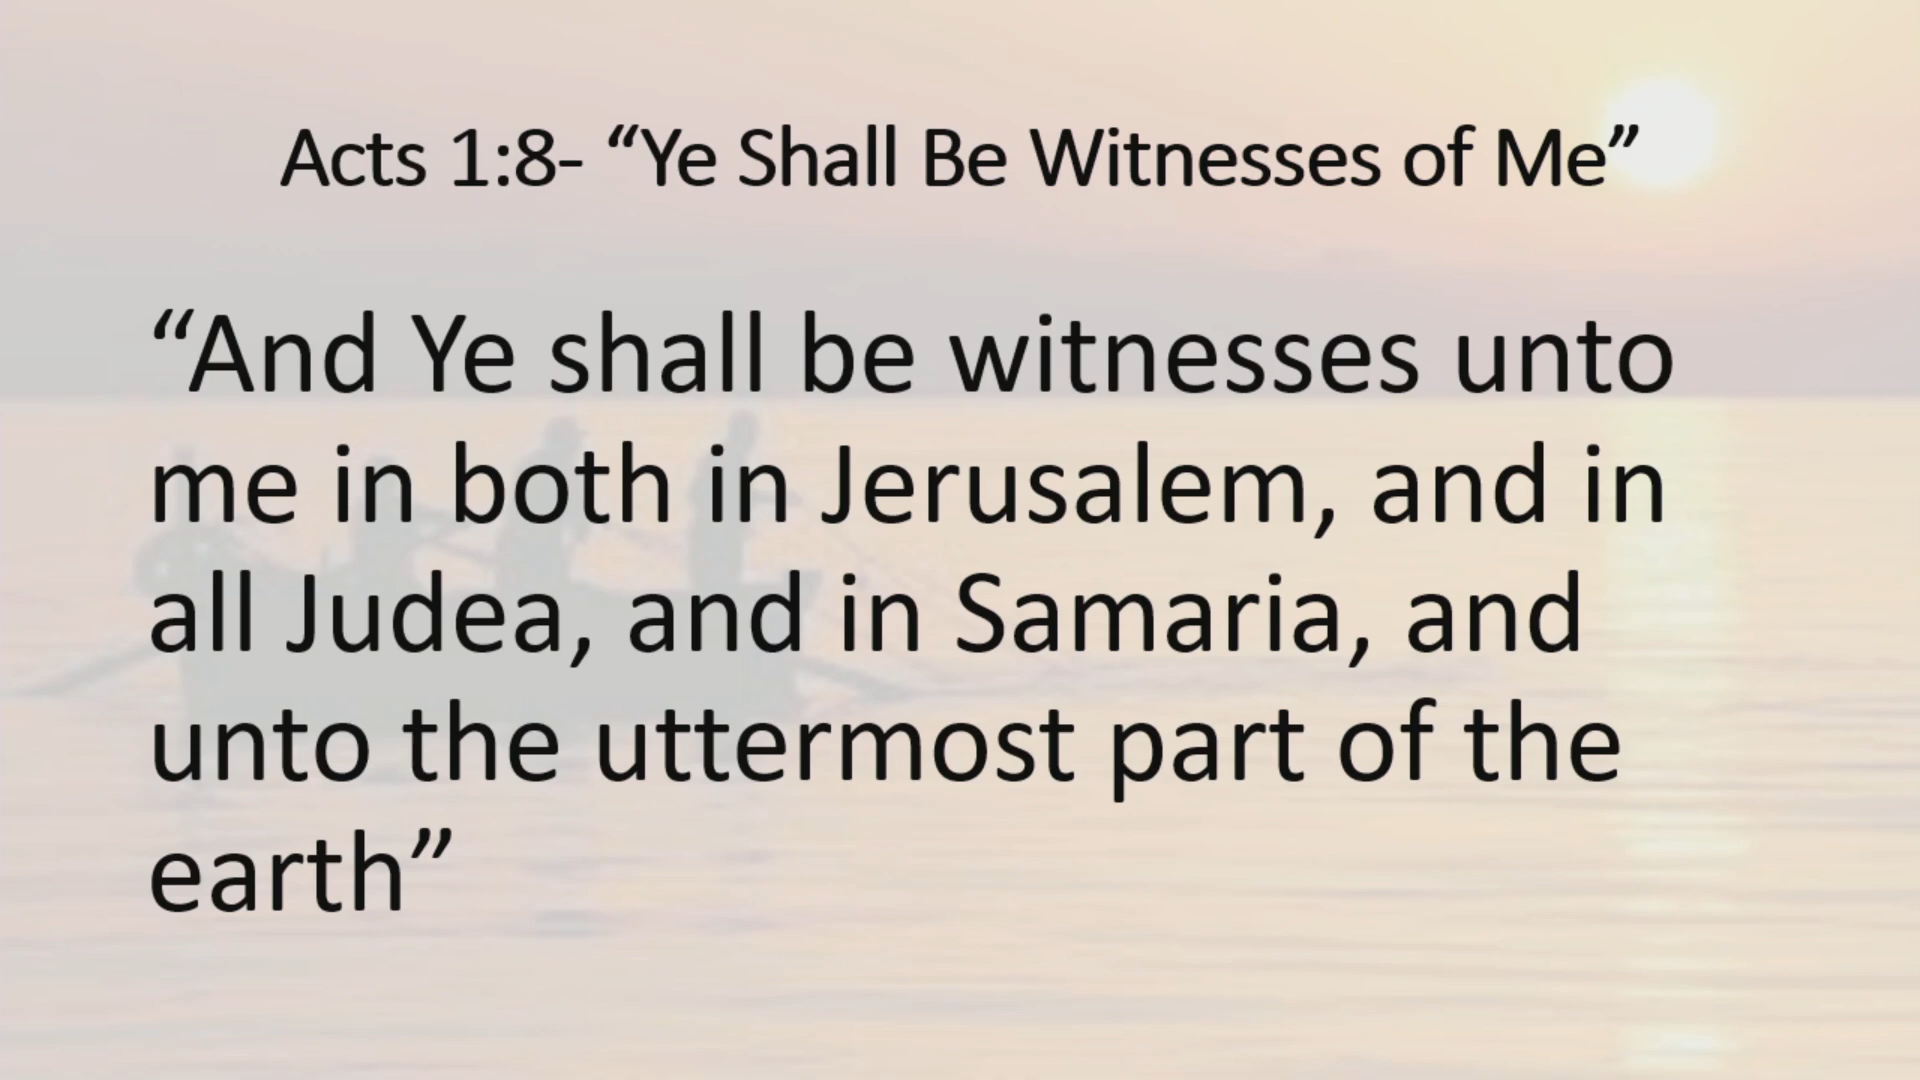 Acts 1:8- “Ye Shall Be Witnesses of Me”
“And Ye shall be witnesses unto
me in both in Jerusalem, and in
all Judea, and in Samaria, and
unto the uttermost part of the
earth”